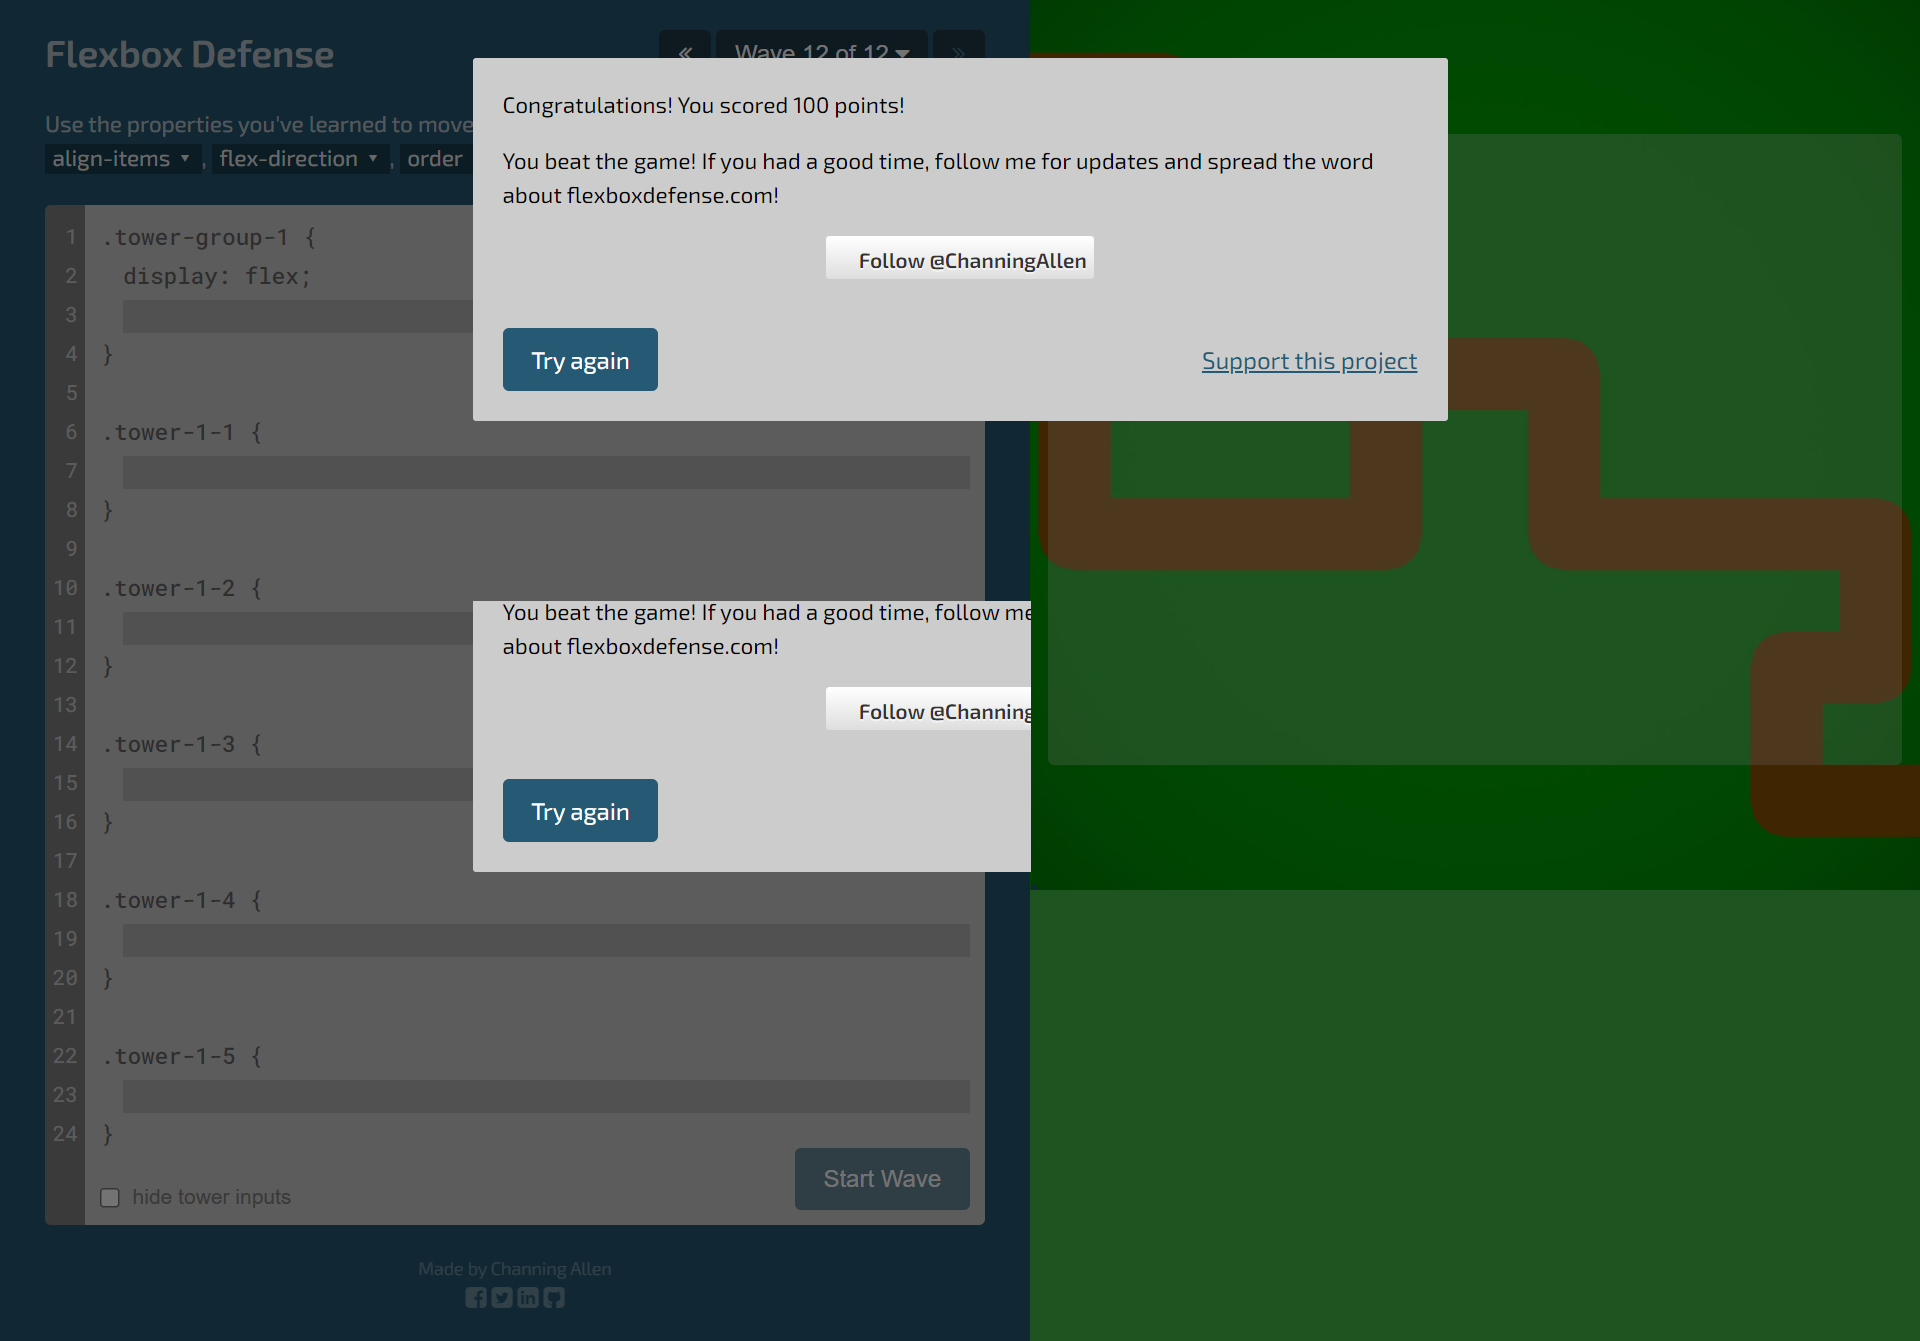 Flexbox Defense
« Wave 12 of 12 »
Use the properties you've learned to move
align-items , flex-direction , order
Congratulations! You scored 100 points!
You beat the game! If you had a good time, follow me for updates and spread the word
about flexboxdefense.com!
Follow @ChanningAllen
Try again
Support this project
1 .tower-group-1 {
2 display: flex;
3
4 }
5
6 .tower-1-1 {
7
8 }
9
10 .tower-1-2 {
11
12 }
13
14 .tower-1-3 {
15
16 }
17
18 .tower-1-4 {
19
20 }
21
22 .tower-1-5 {
23
24 }
You beat the game! If you had a good time, follow me
about flexboxdefense.com!
Follow @Channing
Try again
Start Wave
hide tower inputs
Made by Channing Allen